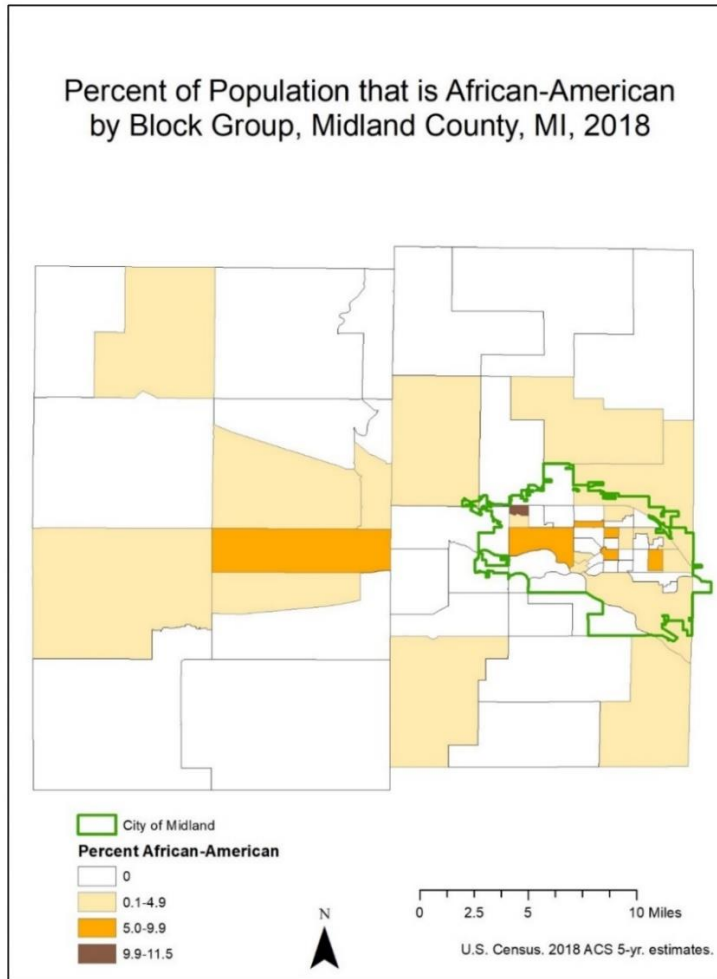 Percent of Population that is African-American
by Block Group, Midland County, MI, 2018
City of Midland
Percent African-American
0
0.1-4.9
5.0-9.9
9.9-11.5
N
0 2.5 5 10 Miles
U.S. Census. 2018 ACS 5-yr. estimates.